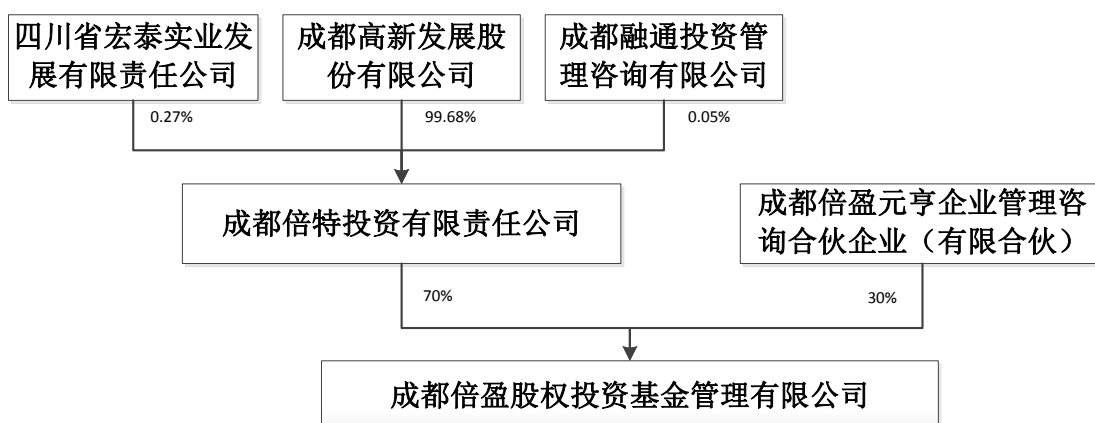 四川省宏泰实业发
展有限责任公司
成都高新发展股
份有限公司
成都融通投资管
理咨询有限公司
0.27%
99.68%
0.05%
成都倍特投资有限责任公司
成都倍盈元亨企业管理咨
询合伙企业（有限合伙）
70%
30%
成都倍盈股权投资基金管理有限公司